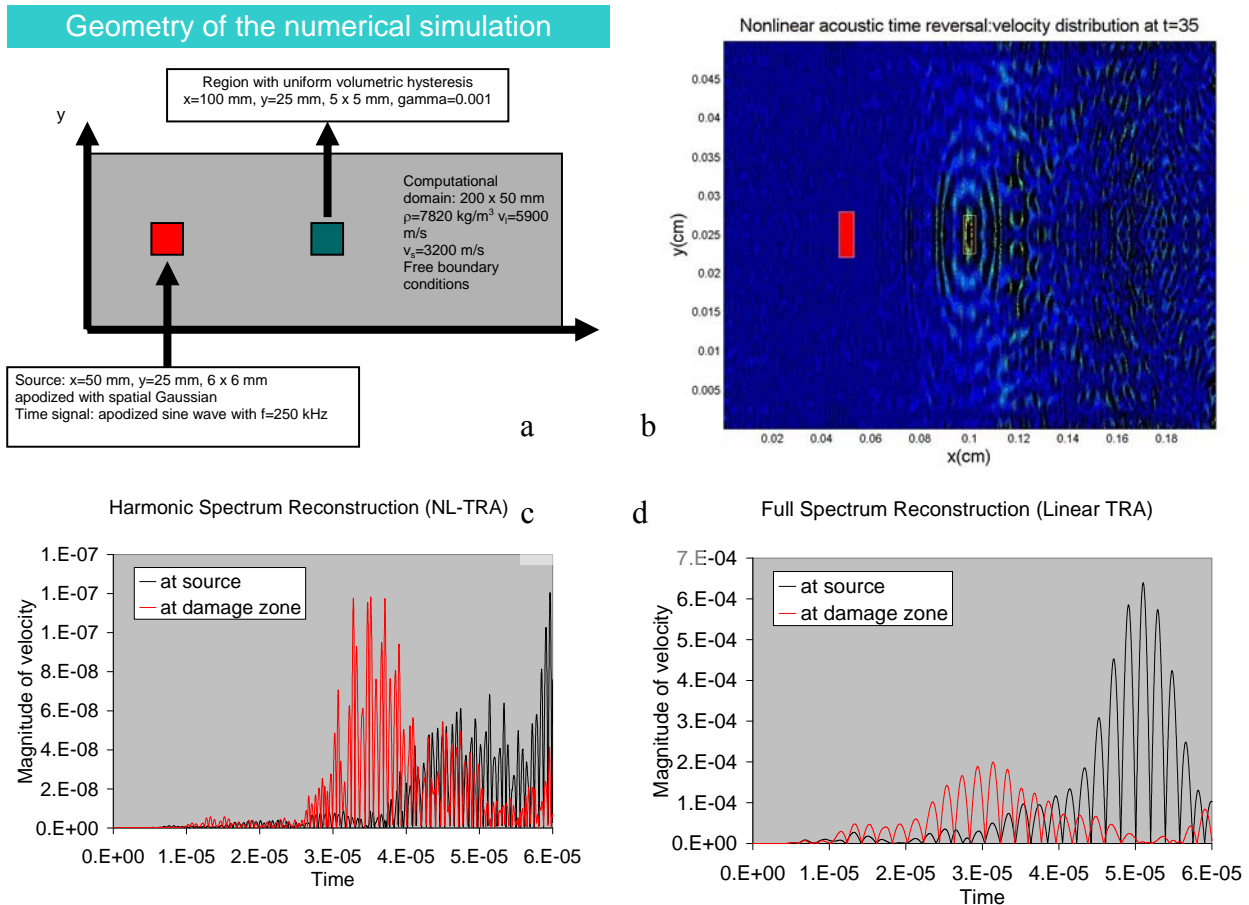 Geometry of the numerical simulation
Region with uniform volumetric hysteresis
x=100 mm, y=25 mm, 5 x 5 mm, gamma=0.001
y
Computational
domain: 200 x 50 mm
ρ=7820 kg/m³ vₗ=5900
m/s
vₛ=3200 m/s
Free boundary
conditions
Source: x=50 mm, y=25 mm, 6 x 6 mm
apodized with spatial Gaussian
Time signal: apodized sine wave with f=250 kHz
a
Nonlinear acoustic time reversal:velocity distribution at t=35
0.045
0.04
0.035
0.03
0.025
0.02
0.015
0.01
0.005
y(cm)
0.02 0.04 0.06 0.08 0.1 0.12 0.14 0.16 0.18
x(cm)
b
Harmonic Spectrum Reconstruction (NL-TRA)
c
1.E-07
1.E-07
1.E-07
8.E-08
6.E-08
4.E-08
2.E-08
0.E+00
Magnitude of velocity
at source
at damage zone
0.E+00 1.E-05 2.E-05 3.E-05 4.E-05 5.E-05 6.E-05
Time
d
Full Spectrum Reconstruction (Linear TRA)
7.E-04
6.E-04
5.E-04
4.E-04
3.E-04
2.E-04
1.E-04
0.E+00
Magnitude of velocity
at source
at damage zone
0.E+00 1.E-05 2.E-05 3.E-05 4.E-05 5.E-05 6.E-05
Time